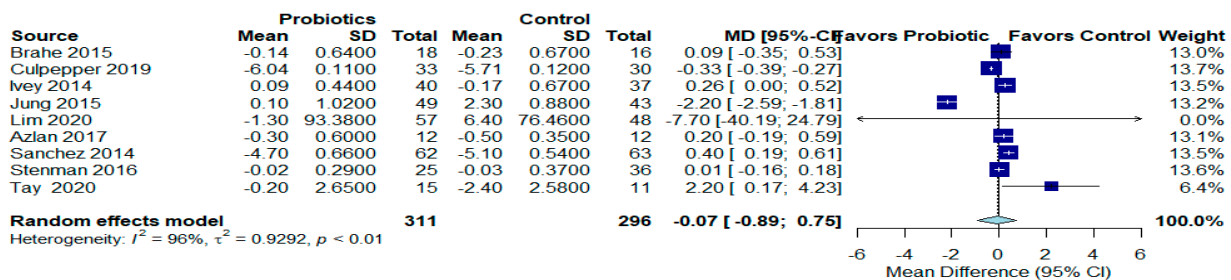 Probiotics Control
Source Mean SD Total Mean SD Total MD [95%-CI] Favors Probiotic Favors Control Weight
Brahe 2015 -0.14 0.6400 18 -0.23 0.6700 16 0.09 [ -0.35; 0.53] 13.0%
Culpepper 2019 -6.04 0.1100 33 -5.71 0.1200 30 -0.33 [ -0.39; -0.27] 13.7%
Ivey 2014 0.09 0.4400 40 -0.17 0.6700 37 0.26 [ 0.00; 0.52] 13.5%
Jung 2015 0.10 1.0200 49 2.30 0.8800 43 -2.20 [ -2.59; -1.81] 13.2%
Lim 2020 -1.30 93.3800 57 6.40 76.4600 48 -7.70 [-40.19; 24.79] 0.0%
Azlan 2017 -0.30 0.6000 12 -0.50 0.3500 12 0.20 [ -0.19; 0.59] 13.1%
Sanchez 2014 -4.70 0.6600 62 -5.10 0.5400 63 0.40 [ 0.19; 0.61] 13.5%
Stenman 2016 -0.02 0.2900 25 -0.03 0.3700 36 0.01 [ -0.16; 0.18] 13.6%
Tay 2020 -0.20 2.6500 15 -2.40 2.5800 11 2.20 [ 0.17; 4.23] 6.4%
Random effects model 311 296 -0.07 [ -0.89; 0.75] 100.0%
Heterogeneity: I² = 96%, τ² = 0.9292, p < 0.01
-6 -4 -2 0 2 4 6
Mean Difference (95% CI)